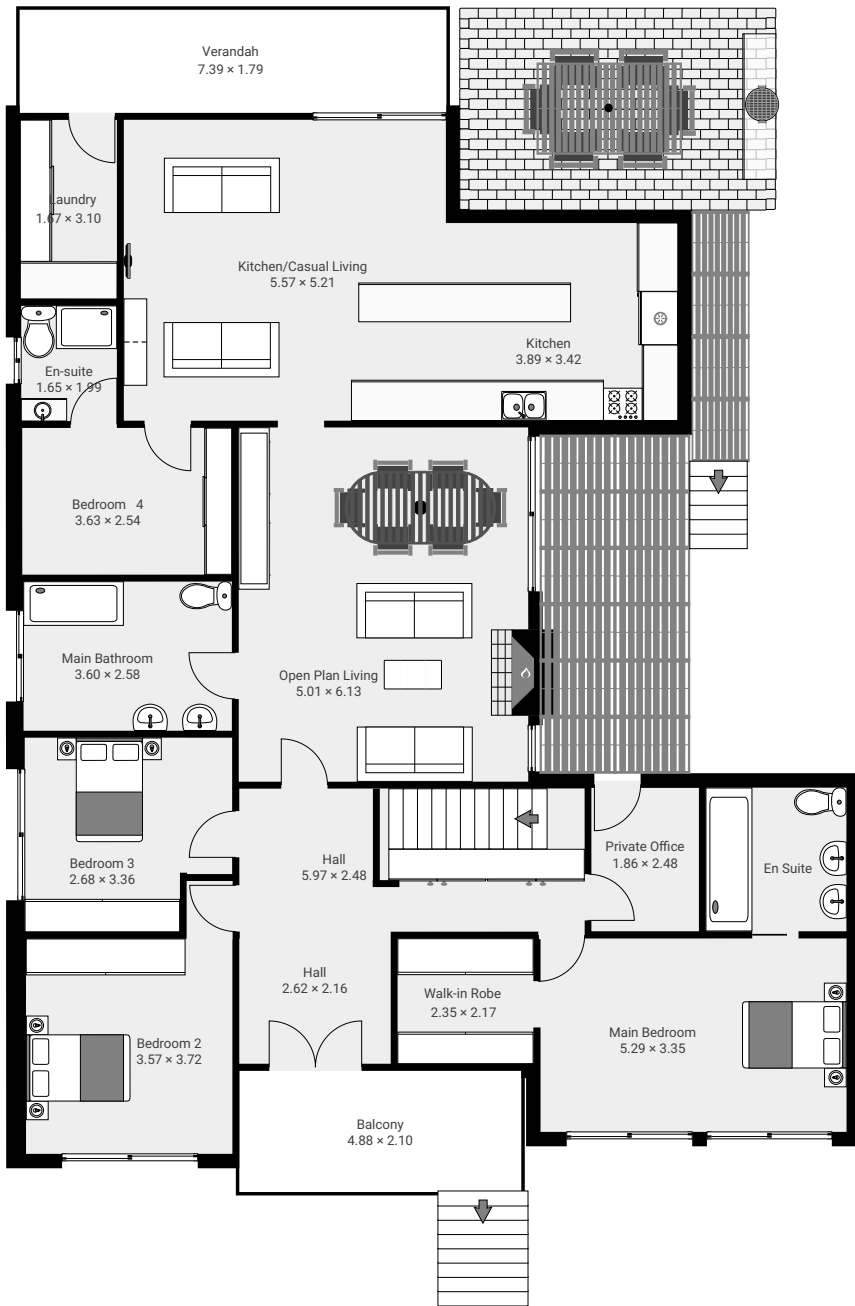 Verandah
7.39 × 1.79
Laundry
1.67 × 3.10
Kitchen/Casual Living
5.57 × 5.21
Kitchen
3.89 × 3.42
En-suite
1.65 × 1.99
Bedroom 4
3.63 × 2.54
Main Bathroom
3.60 × 2.58
Open Plan Living
5.01 × 6.13
Bedroom 3
2.68 × 3.36
Hall
5.97 × 2.48
Private Office
1.86 × 2.48
En Suite
Hall
2.62 × 2.16
Walk-in Robe
2.35 × 2.17
Bedroom 2
3.57 × 3.72
Main Bedroom
5.29 × 3.35
Balcony
4.88 × 2.10